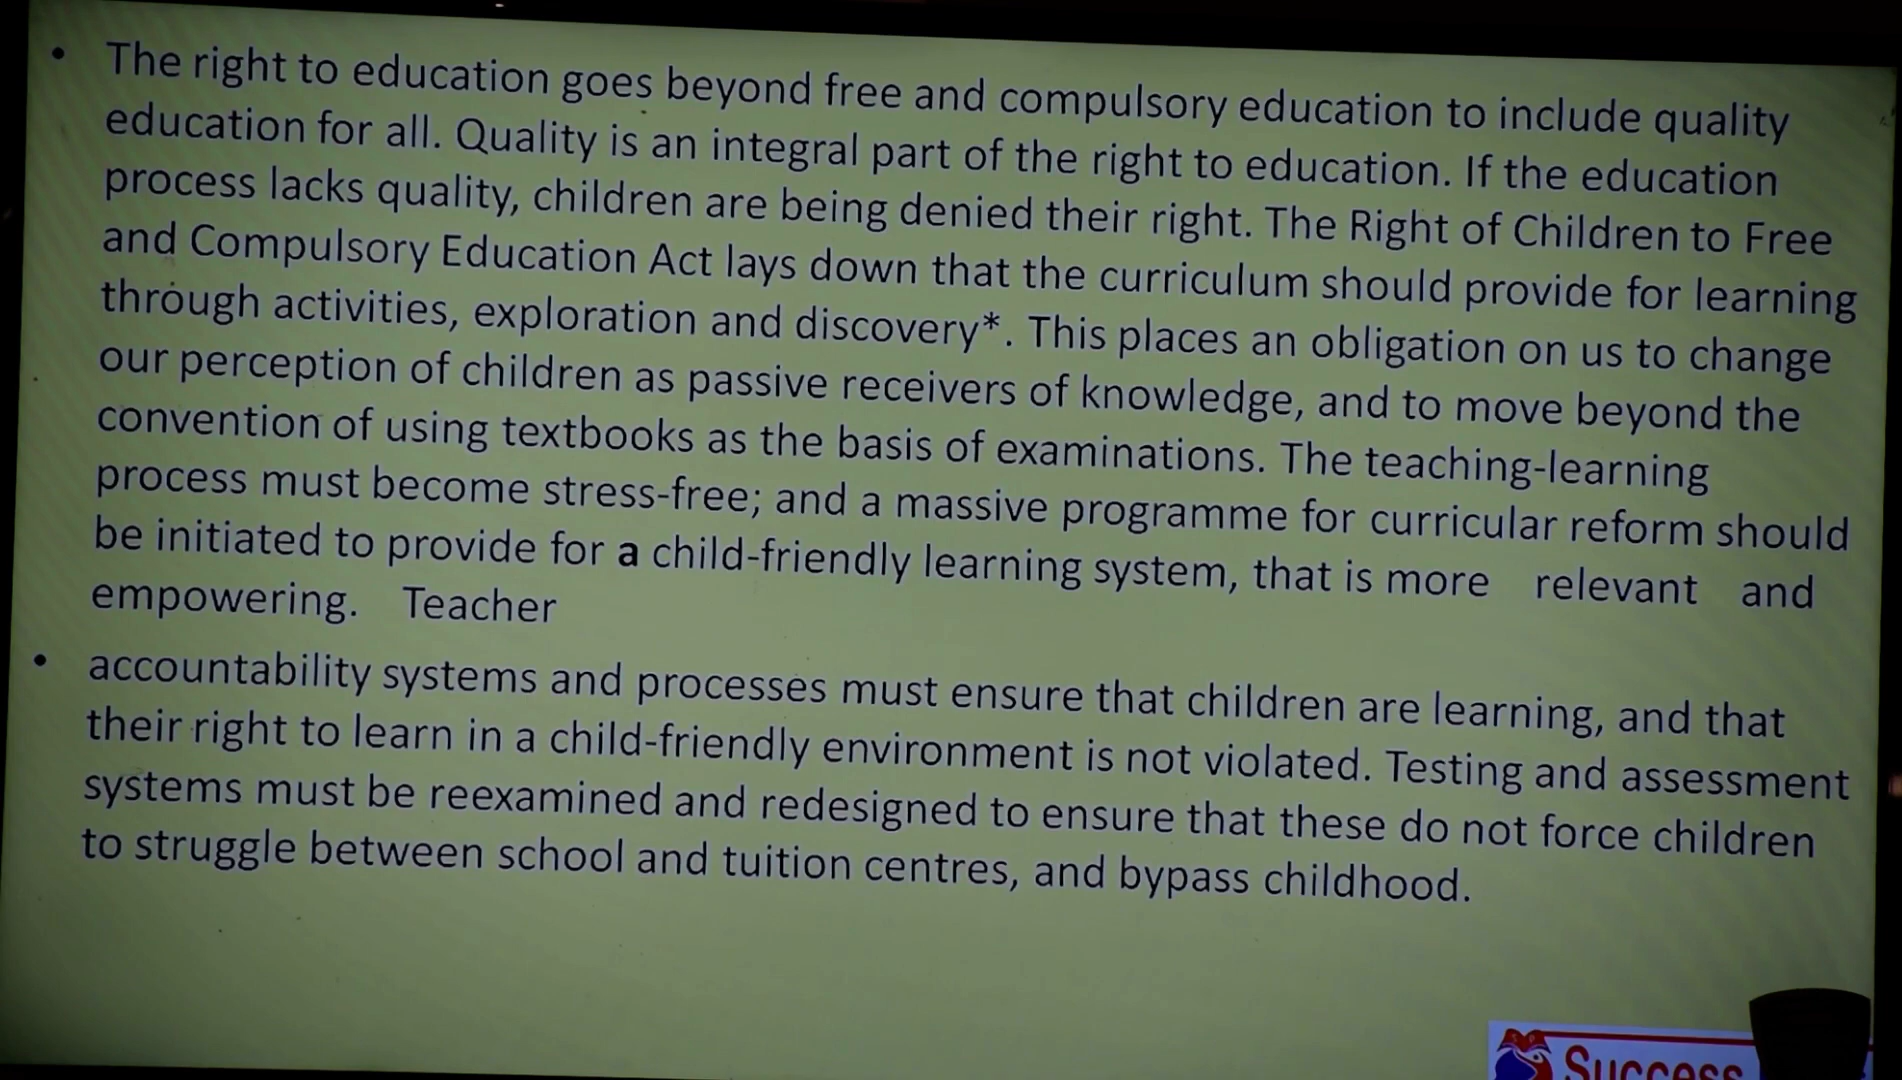 • The right to education goes beyond free and compulsory education to include quality
education for all. Quality is an integral part of the right to education. If the education
process lacks quality, children are being denied their right. The Right of Children to Free
and Compulsory Education Act lays down that the curriculum should provide for learning
through activities, exploration and discovery*. This places an obligation on us to change
our perception of children as passive receivers of knowledge, and to move beyond the
convention of using textbooks as the basis of examinations. The teaching-learning
process must become stress-free; and a massive programme for curricular reform should
be initiated to provide for a child-friendly learning system, that is more relevant and
empowering. Teacher
• accountability systems and processes must ensure that children are learning, and that
their right to learn in a child-friendly environment is not violated. Testing and assessment
systems must be reexamined and redesigned to ensure that these do not force children
to struggle between school and tuition centres, and bypass childhood.
Success